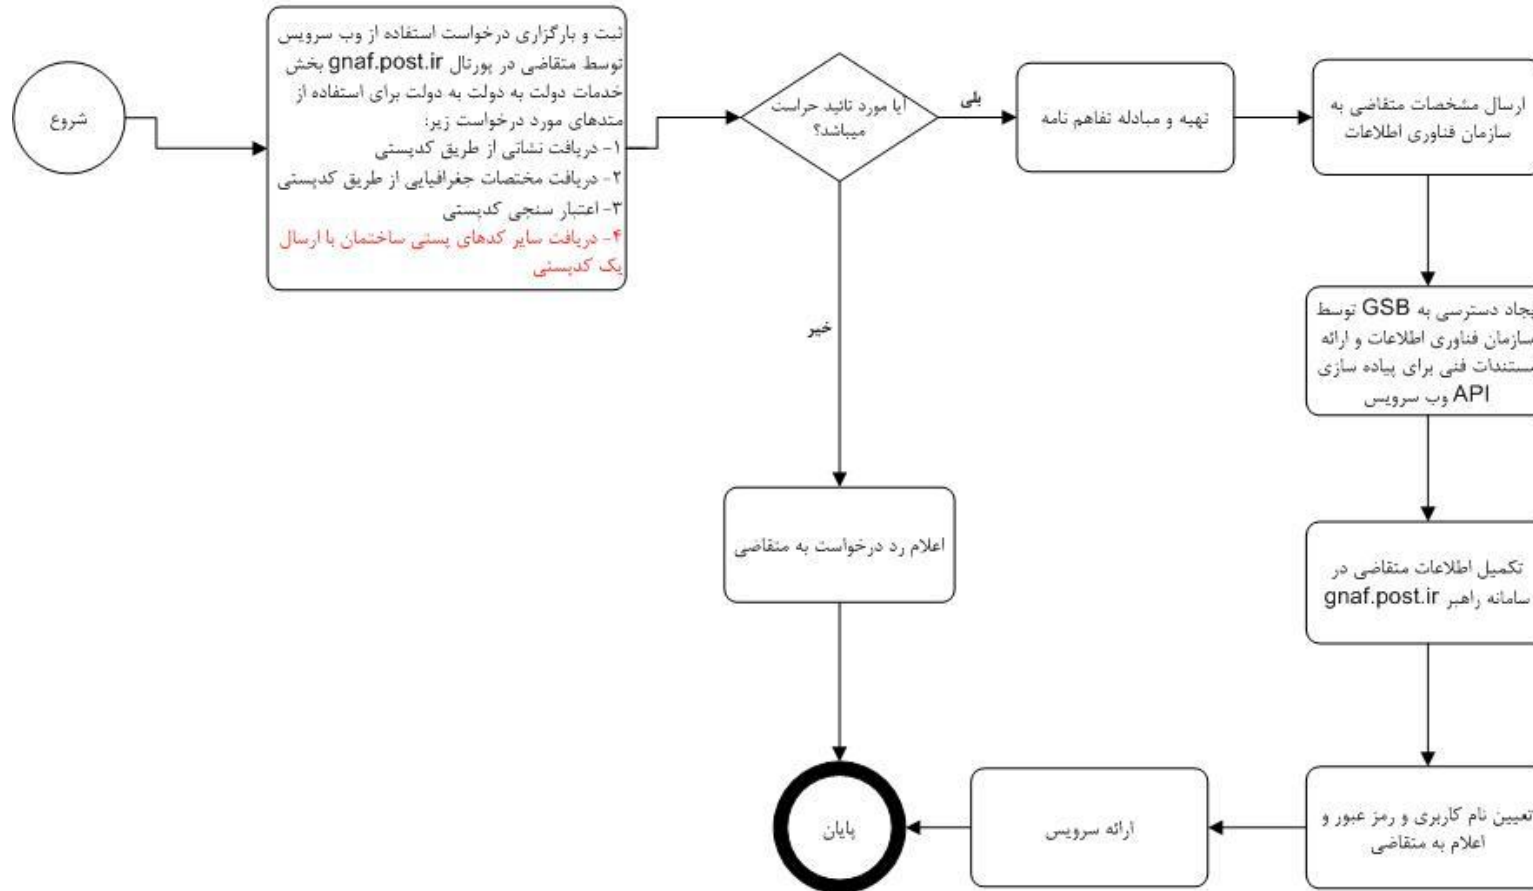 شروع
ثبت و بارگزاری درخواست استفاده از وب سرویس
توسط متقاضی در پورتال gnaf.post.ir بخش
خدمات دولت به دولت به دولت برای استفاده از
متدهای مورد درخواست زیر:
۱- دریافت نشانی از طریق کدپستی
۲- دریافت مختصات جغرافیایی از طریق کدپستی
۳- اعتبار سنجی کدپستی
۴- دریافت سایر کدهای پستی ساختمان با ارسال
یک کدپستی
آیا مورد تائید حراست
میباشد؟
بلی
تهیه و مبادله تفاهم نامه
ارسال مشخصات متقاضی به
سازمان فناوری اطلاعات
یجاد دسترسی به GSB توسط
سازمان فناوری اطلاعات و ارائه
مستندات فنی برای پیاده سازی
API وب سرویس
خیر
اعلام رد درخواست به متقاضی
تکمیل اطلاعات متقاضی در
سامانه راهبر gnaf.post.ir
تعیین نام کاربری و رمز عبور و
اعلام به متقاضی
ارائه سرویس
پایان